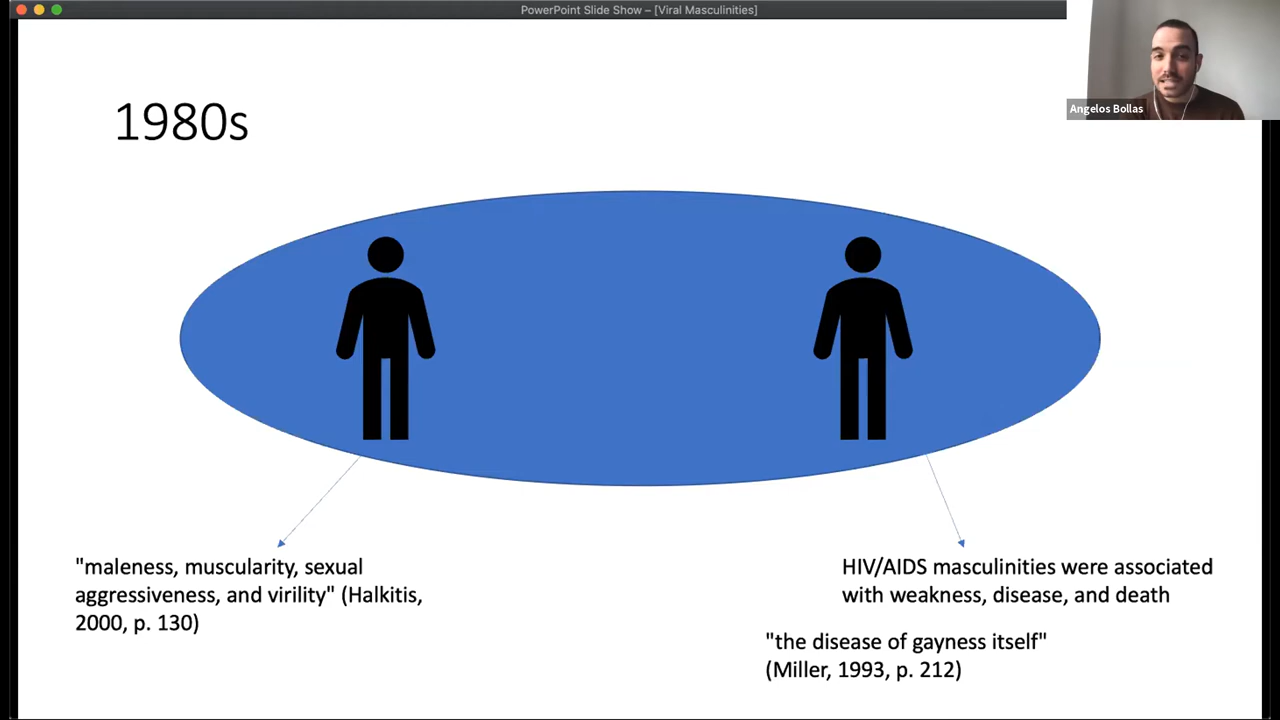 PowerPoint Slide Show – [Viral Masculinities]
Angelos Bollas
1980s
"maleness, muscularity, sexual
aggressiveness, and virility" (Halkitis,
2000, p. 130)
HIV/AIDS masculinities were associated
with weakness, disease, and death
"the disease of gayness itself"
(Miller, 1993, p. 212)